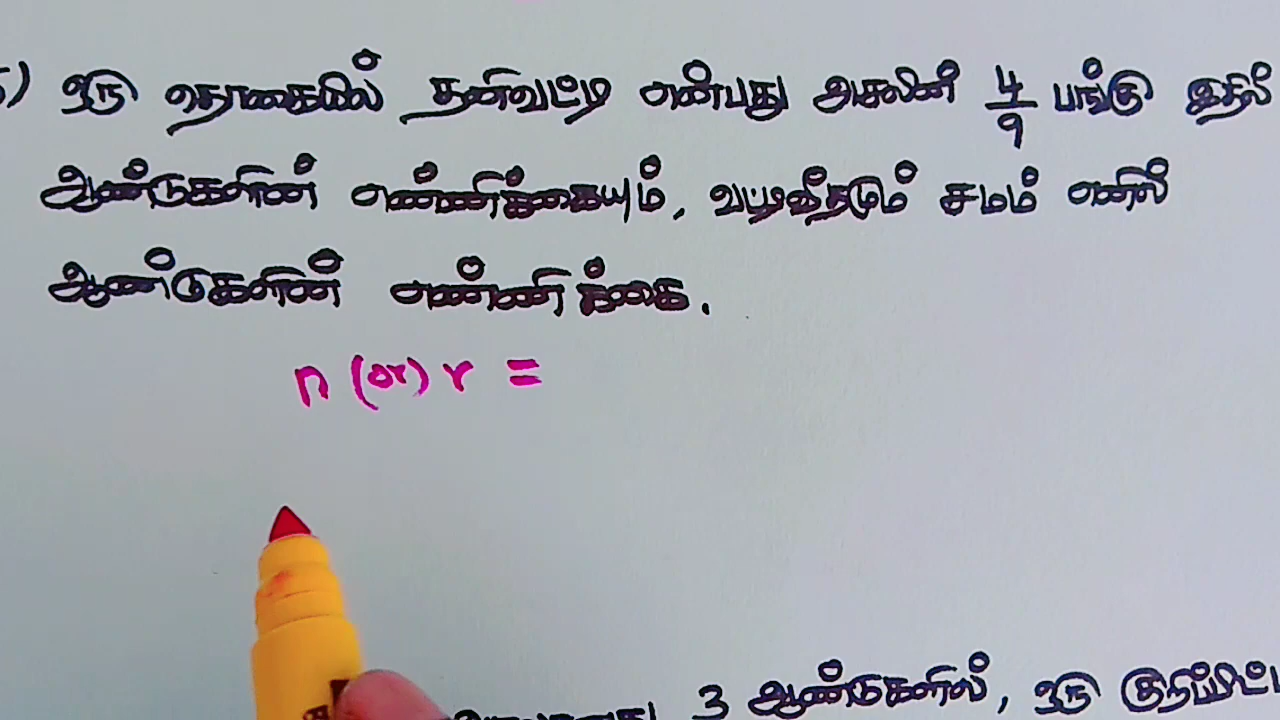 5) ஒரு தொகையில் தனிவட்டி என்பது அசலின் 4/9 பங்கு இதில்
ஆண்டுகளின் எண்ணிக்கையும், வட்டிவீதமும் சமம் எனில்
ஆண்டுகளின் எண்ணிக்கை.
n (or) r =
3 ஆண்டுகளில், ஒரு